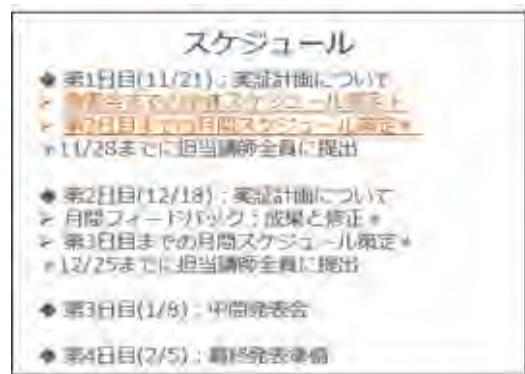 スケジュール
◆ 第1日目(11/21)：実証計画について
➢ 発表会までの全体スケジュール策定＊
➢ 第2日目までの月間スケジュール策定＊
＊11/28までに担当講師全員に提出
◆ 第2日目(12/18)：実証計画について
➢ 月間フィードバック：成果と修正＊
➢ 第3日目までの月間スケジュール策定＊
＊12/25までに担当講師全員に提出
◆ 第3日目(1/8)：中間発表会
◆ 第4日目(2/5)：最終発表準備